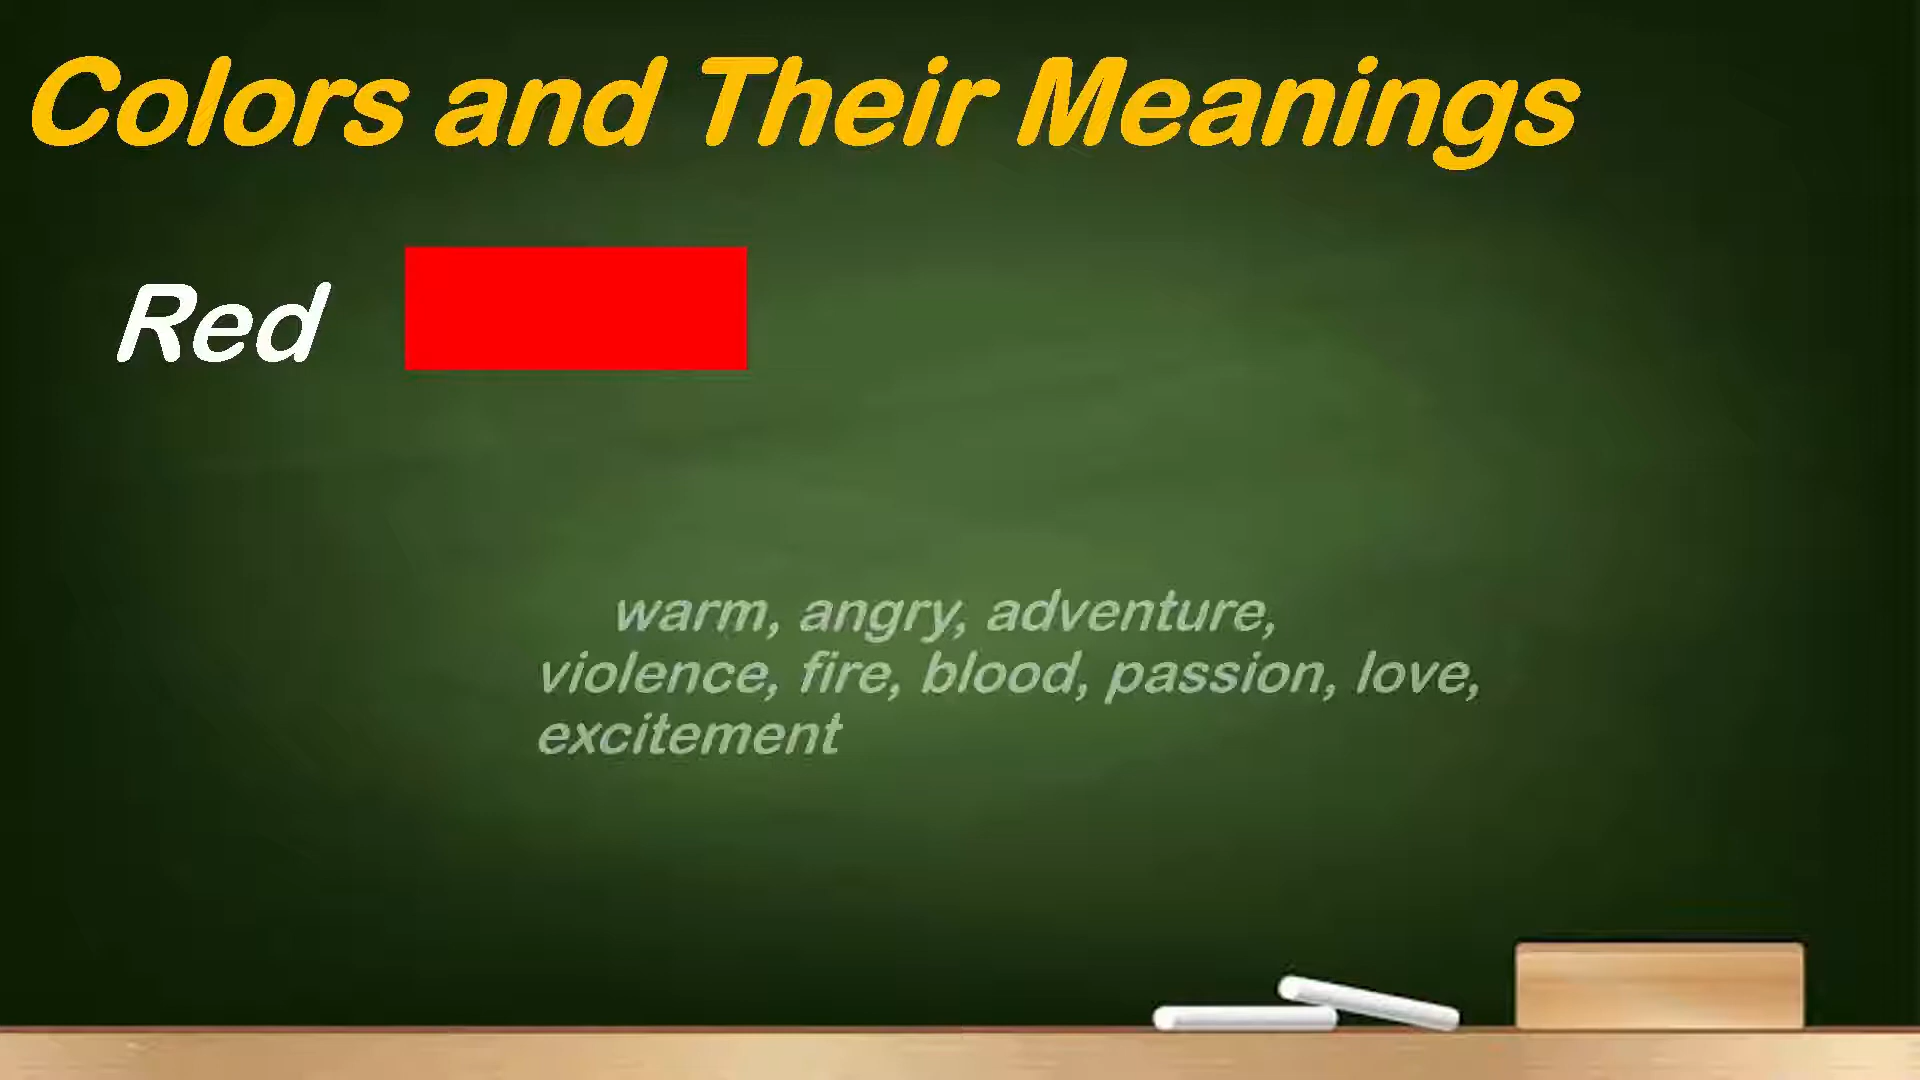 Colors and Their Meanings
Red
warm, angry, adventure,
violence, fire, blood, passion, love,
excitement